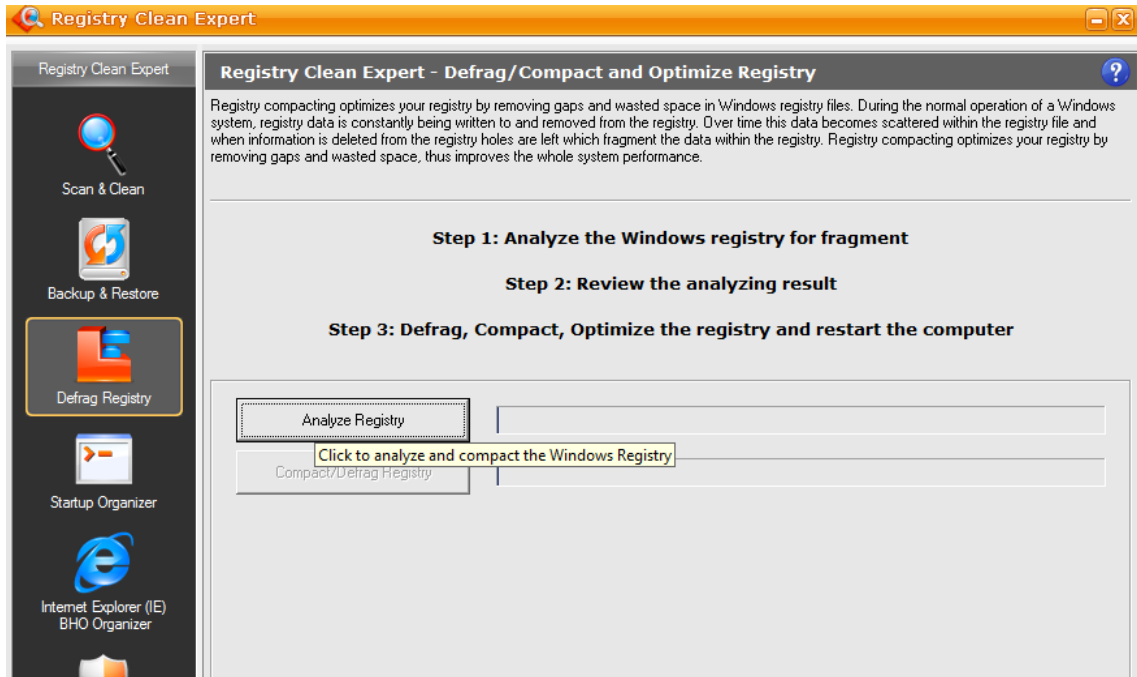 Registry Clean Expert
Registry Clean Expert
Registry Clean Expert - Defrag/Compact and Optimize Registry
?
Registry compacting optimizes your registry by removing gaps and wasted space in Windows registry files. During the normal operation of a Windows
system, registry data is constantly being written to and removed from the registry. Over time this data becomes scattered within the registry file and
when information is deleted from the registry holes are left which fragment the data within the registry. Registry compacting optimizes your registry by
removing gaps and wasted space, thus improves the whole system performance.
Scan & Clean
Backup & Restore
Defrag Registry
Startup Organizer
Internet Explorer (IE)
BHO Organizer
Step 1: Analyze the Windows registry for fragment
Step 2: Review the analyzing result
Step 3: Defrag, Compact, Optimize the registry and restart the computer
Analyze Registry
Click to analyze and compact the Windows Registry
Compact/Defrag Registry